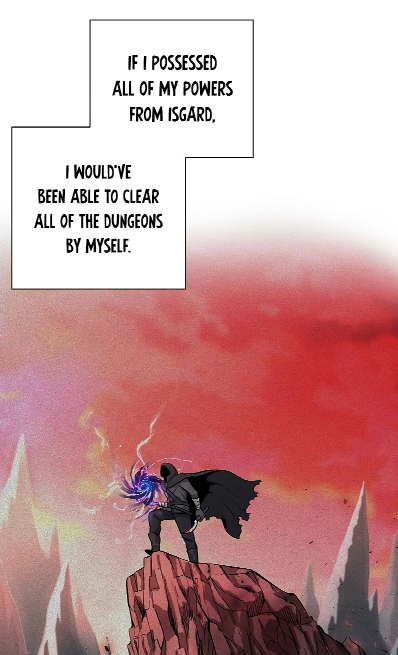 IF I POSSESSED
ALL OF MY POWERS
FROM ISGARD,
I WOULD'VE
BEEN ABLE TO CLEAR
ALL OF THE DUNGEONS
BY MYSELF.